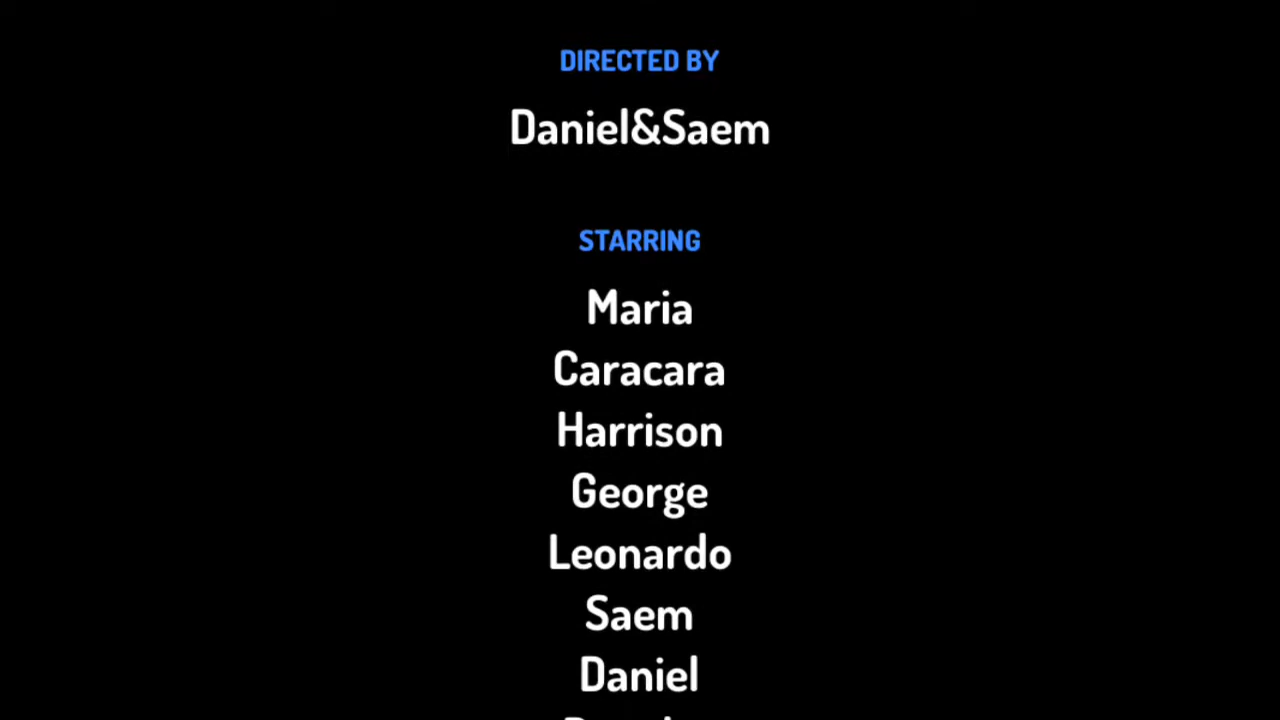 DIRECTED BY
Daniel&Saem
STARRING
Maria
Caracara
Harrison
George
Leonardo
Saem
Daniel